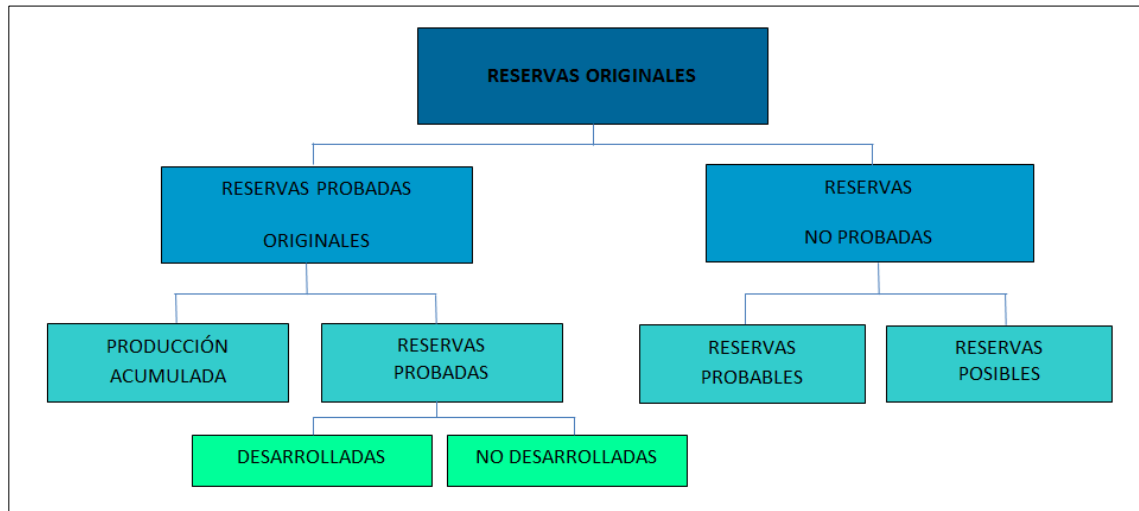 RESERVAS ORIGINALES
RESERVAS PROBADAS
ORIGINALES
RESERVAS
NO PROBADAS
PRODUCCIÓN
ACUMULADA
RESERVAS
PROBADAS
RESERVAS
PROBABLES
RESERVAS
POSIBLES
DESARROLLADAS
NO DESARROLLADAS